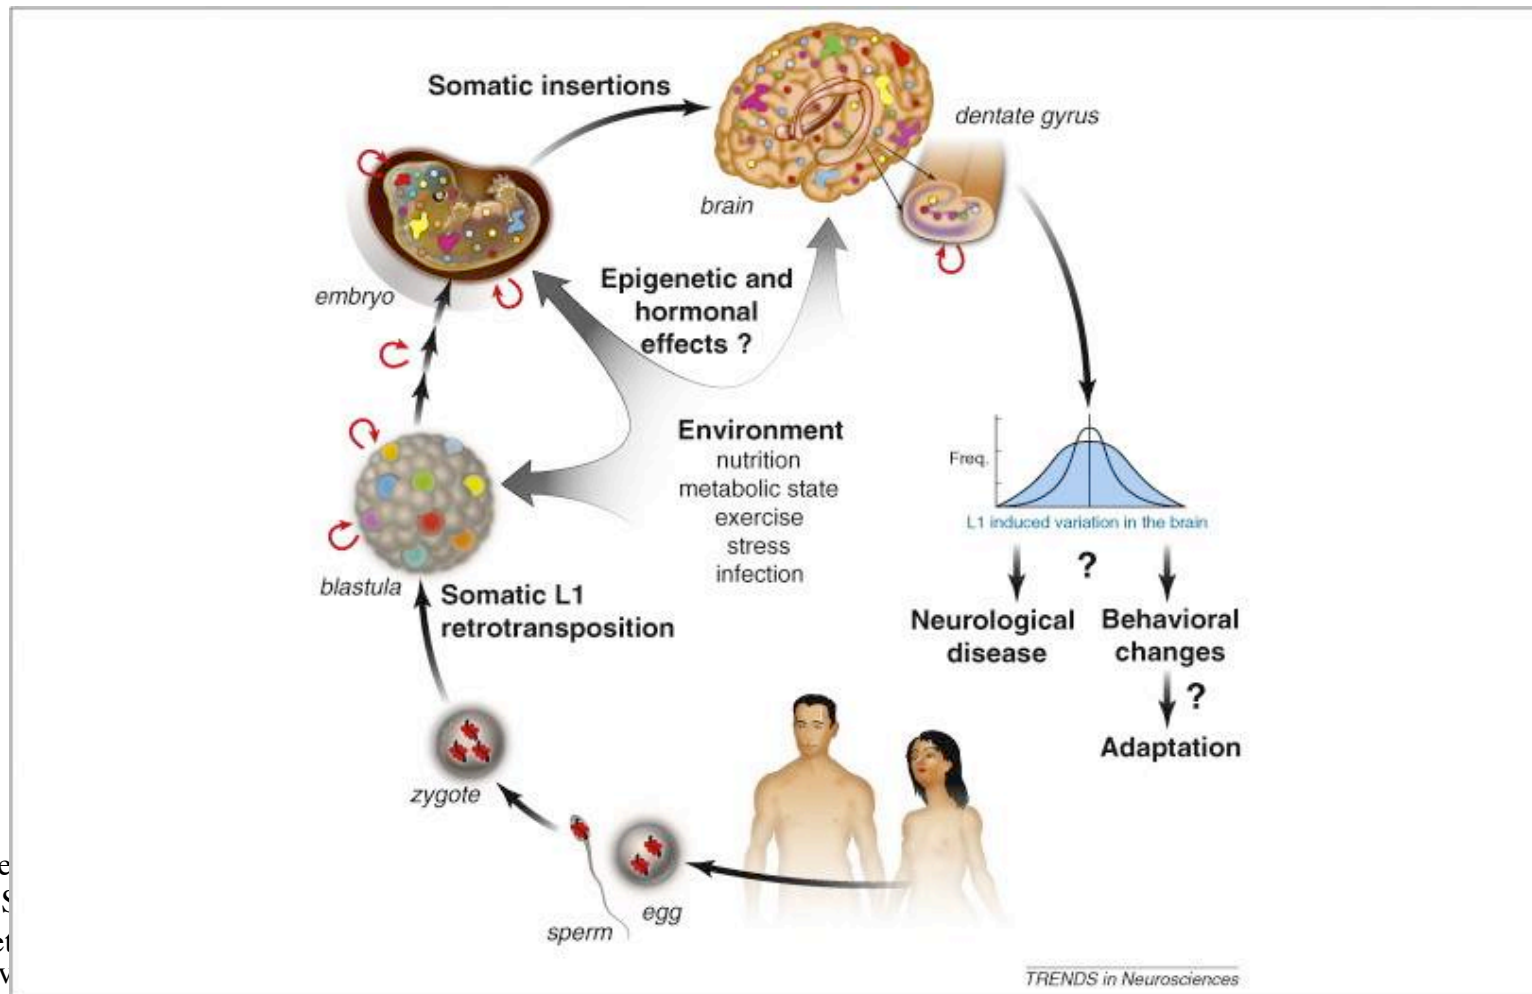 Somatic insertions
dentate gyrus
brain
embryo
Epigenetic and
hormonal
effects ?
Environment
nutrition
metabolic state
exercise
stress
infection
Freq.
L1 induced variation in the brain
?
blastula
Somatic L1
retrotransposition
Neurological
disease
Behavioral
changes
?
Adaptation
zygote
egg
sperm
TRENDS in Neurosciences